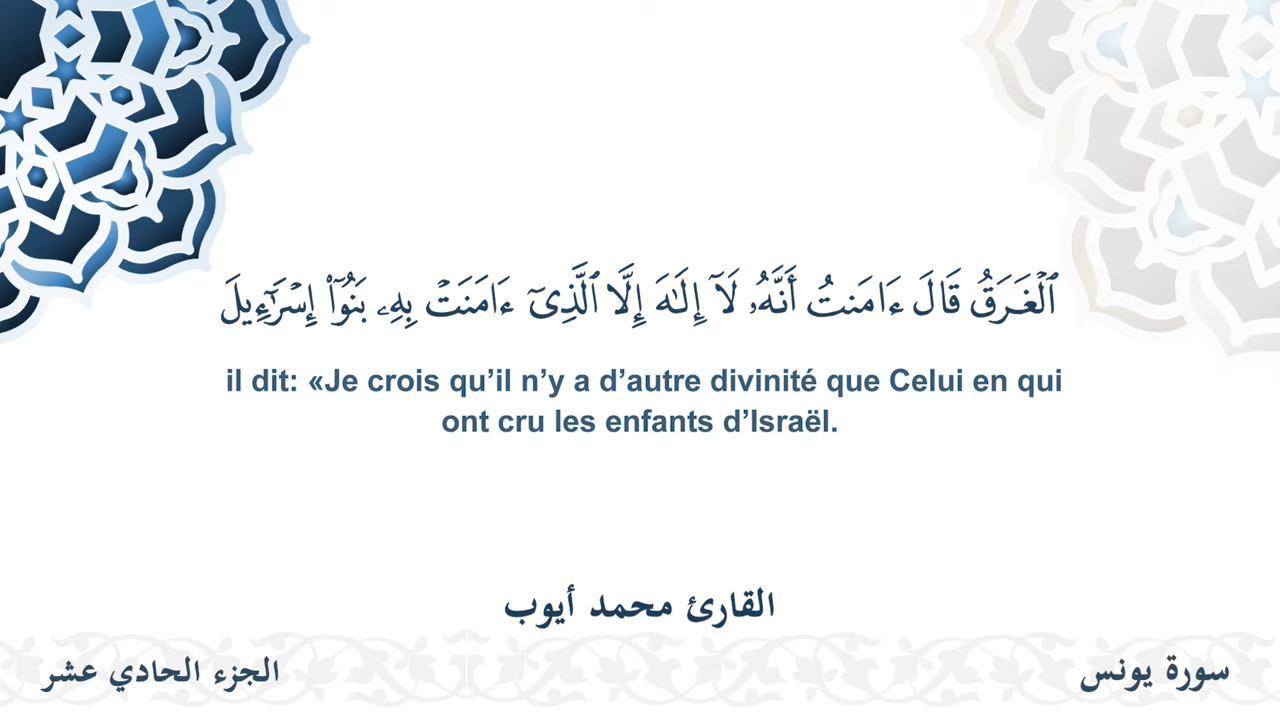 ٱلْغَرَقُ قَالَ ءَامَنتُ أَنَّهُۥ لَآ إِلَـٰهَ إِلَّا ٱلَّذِىٓ ءَامَنَتْ بِهِۦ بَنُوٓا۟ إِسْرَٰٓءِيلَ
il dit: «Je crois qu’il n’y a d’autre divinité que Celui en qui
ont cru les enfants d’Israël.
القارئ محمد أيوب
سورة يونس
الجزء الحادي عشر